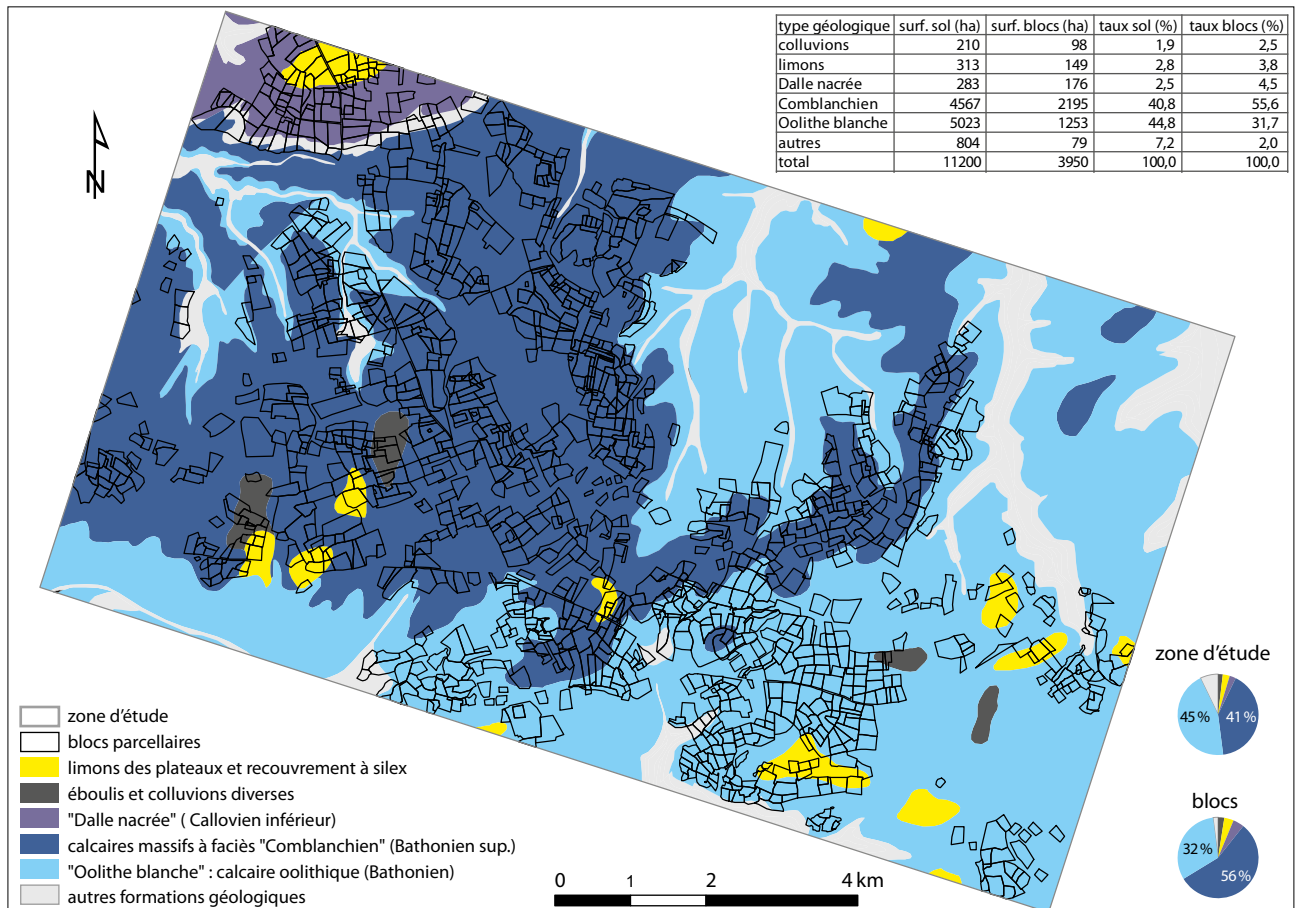 type géologique surf. sol (ha) surf. blocs (ha) taux sol (%) taux blocs (%)
colluvions 210 98 1,9 2,5
limons 313 149 2,8 3,8
Dalle nacrée 283 176 2,5 4,5
Comblanchien 4567 2195 40,8 55,6
Oolithe blanche 5023 1253 44,8 31,7
autres 804 79 7,2 2,0
total 11200 3950 100,0 100,0
N
zone d'étude
45 % 41 %
blocs
32 %
56 %
zone d'étude
blocs parcellaires
limons des plateaux et recouvrement à silex
éboulis et colluvions diverses
"Dalle nacrée" ( Callovien inférieur)
calcaires massifs à faciès "Comblanchien" (Bathonien sup.)
"Oolithe blanche" : calcaire oolithique (Bathonien)
autres formations géologiques
0 1 2 4 km